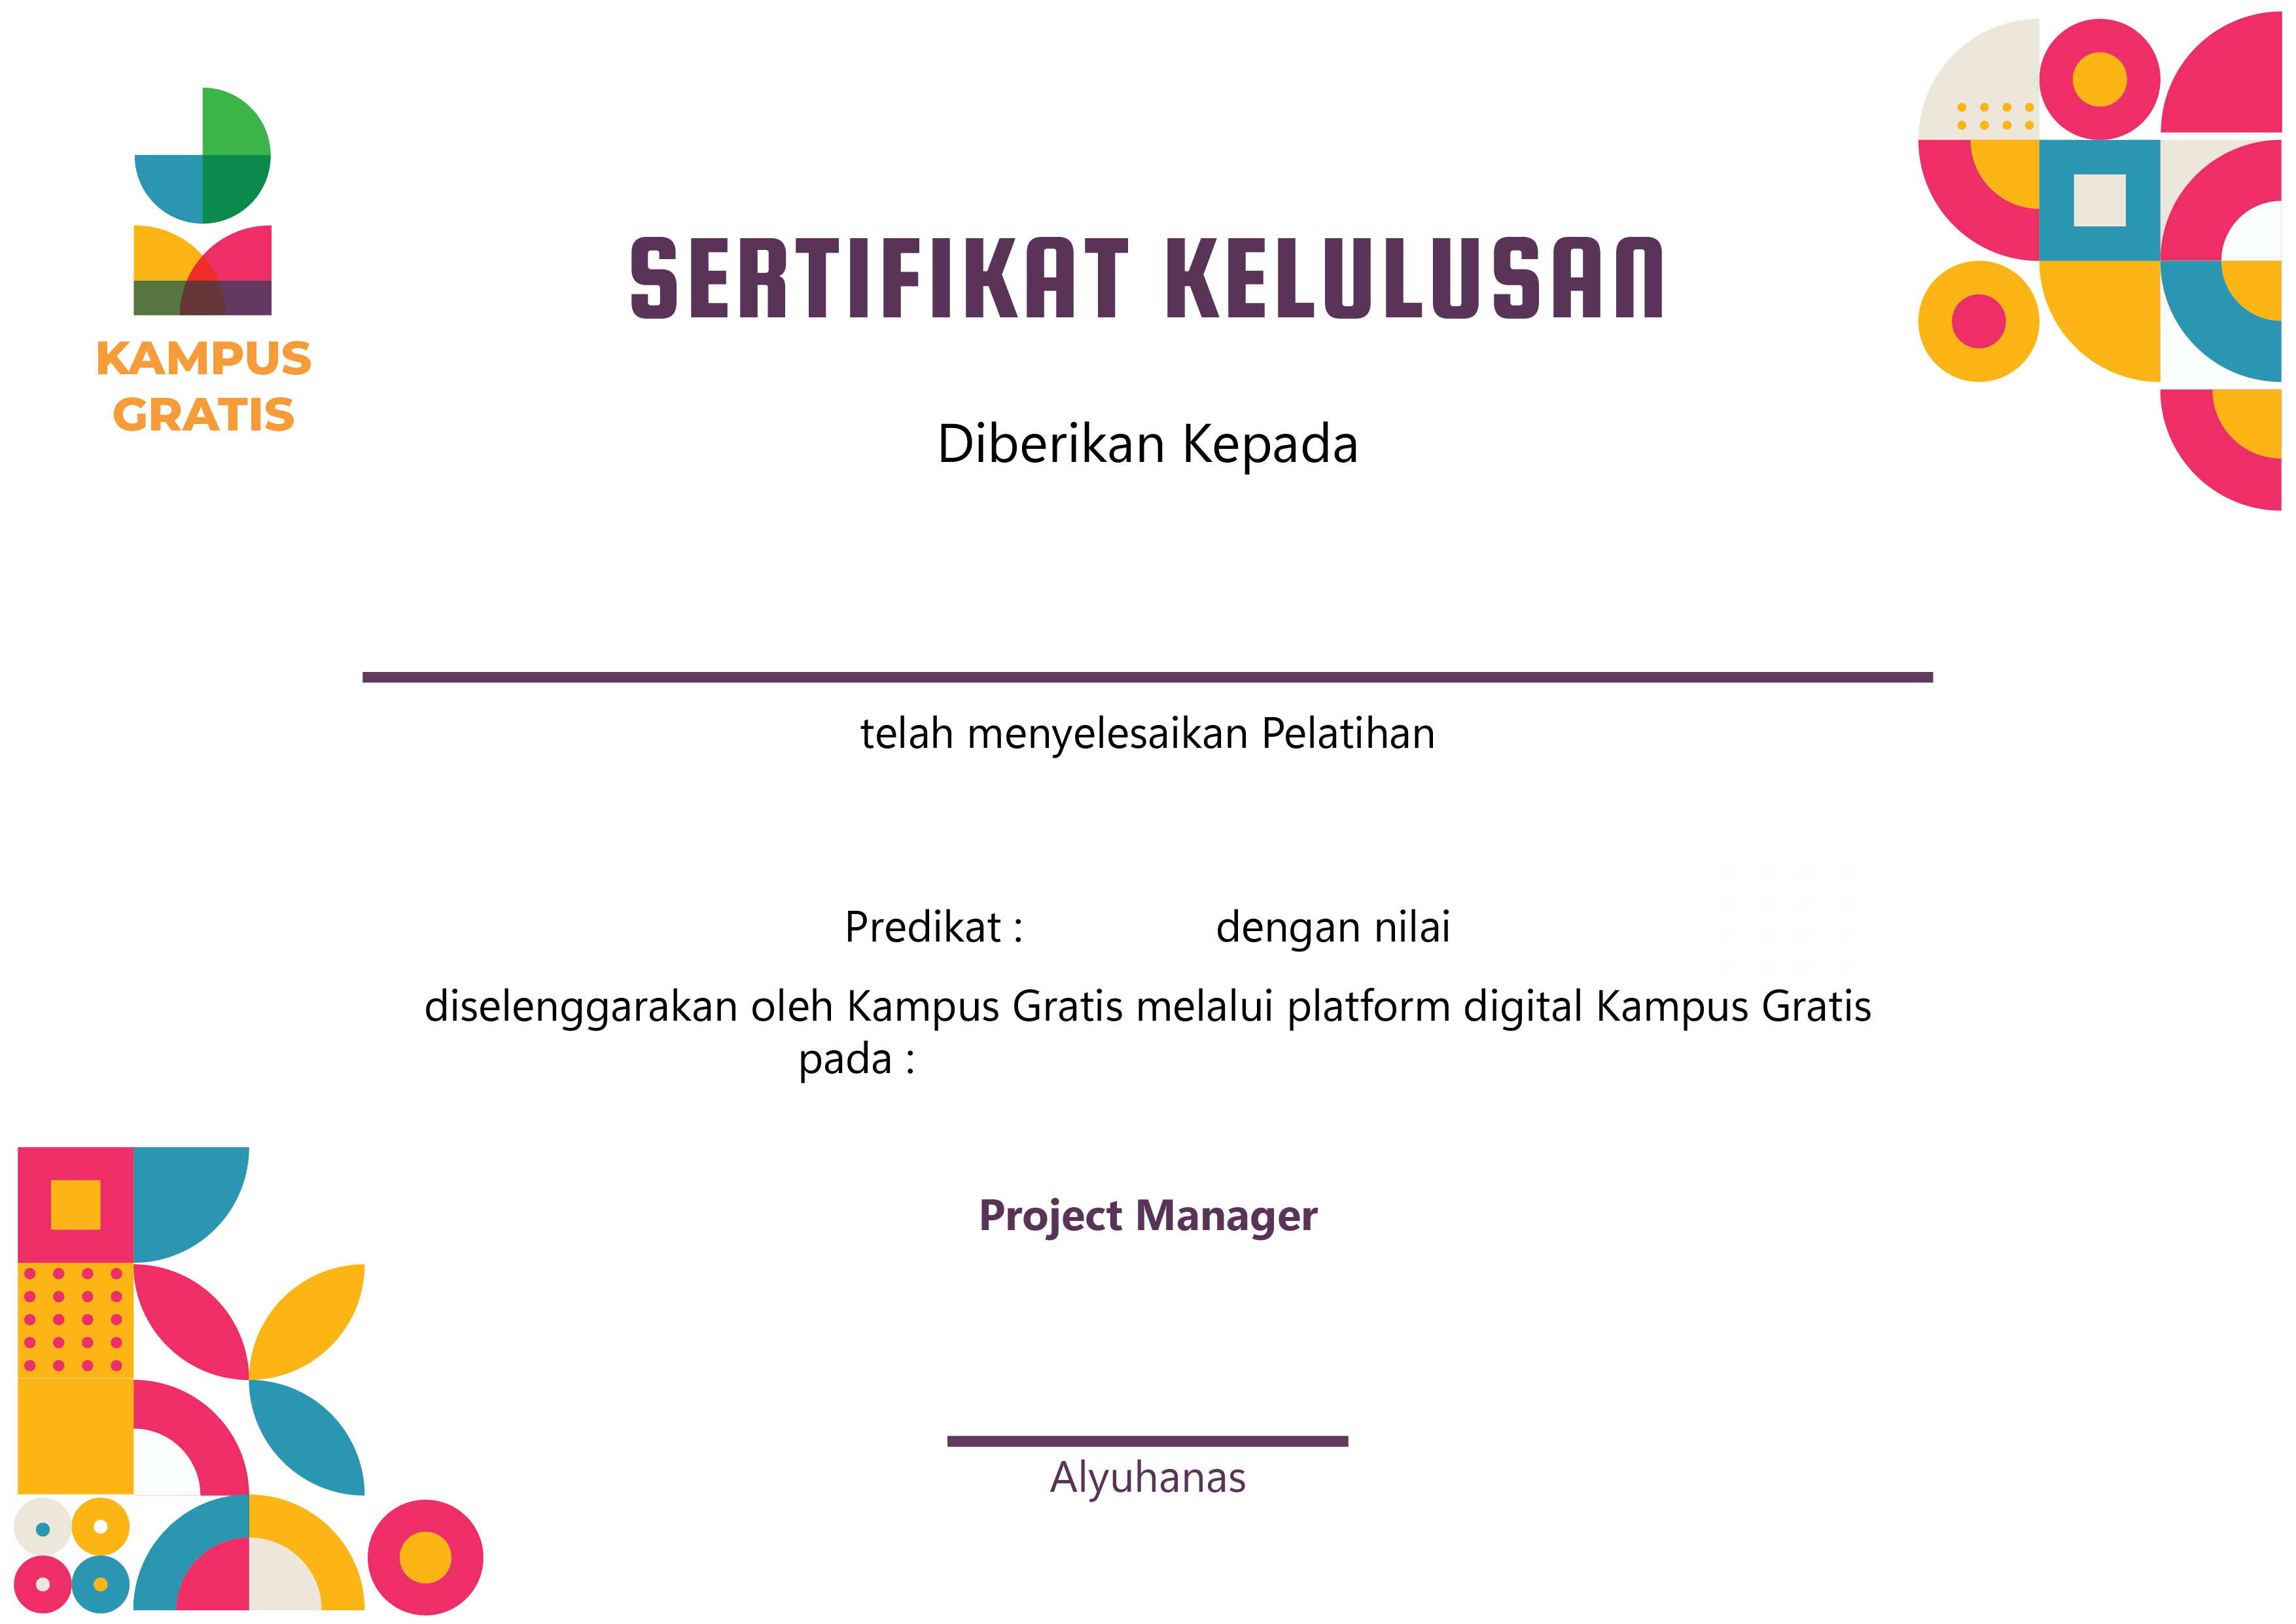 KAMPUS
GRATIS
SERTIFIKAT KELULUSAN
Diberikan Kepada
telah menyelesaikan Pelatihan
Predikat : dengan nilai
diselenggarakan oleh Kampus Gratis melalui platform digital Kampus Gratis
pada :
Project Manager
Alyuhanas